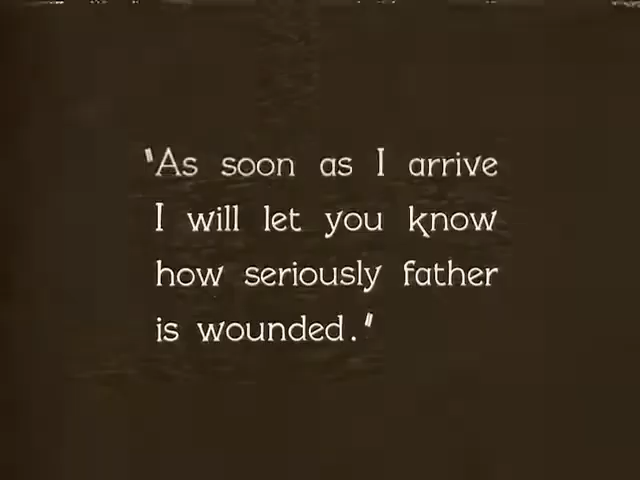 "As soon as I arrive
I will let you know
how seriously father
is wounded."